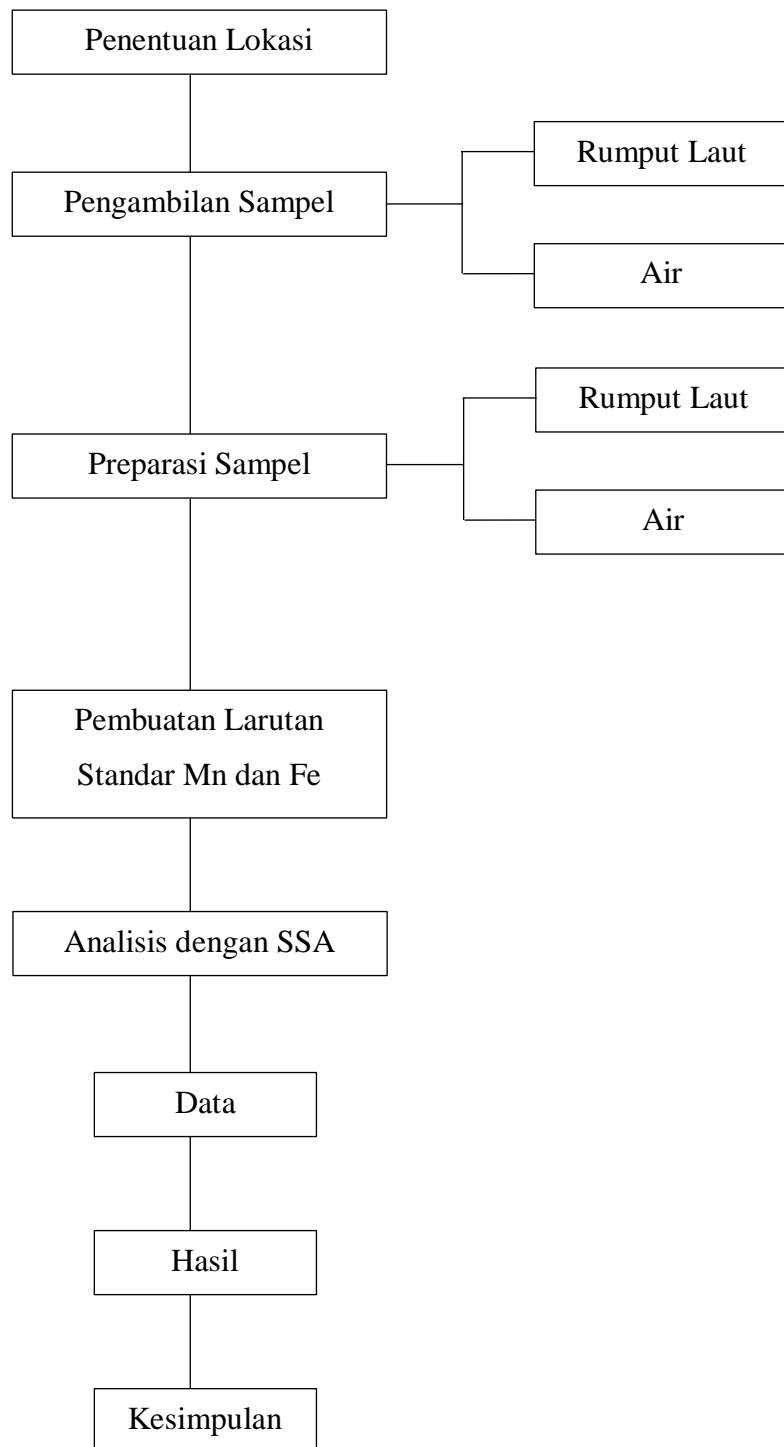 Penentuan Lokasi
Pengambilan Sampel
Rumput Laut
Air
Preparasi Sampel
Rumput Laut
Air
Pembuatan Larutan
Standar Mn dan Fe
Analisis dengan SSA
Data
Hasil
Kesimpulan